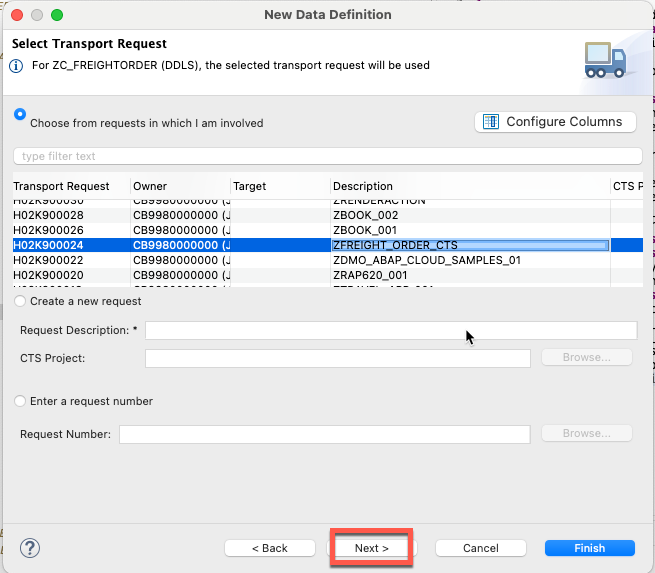 New Data Definition
Select Transport Request
For ZC_FREIGHTORDER (DDLS), the selected transport request will be used
Choose from requests in which I am involved
Configure Columns
type filter text
Transport Request Owner Target Description CTS P
H02K900030 CB9980000000 (J ZRENDERACTION
H02K900028 CB9980000000 (J ZBOOK_002
H02K900026 CB9980000000 (J ZBOOK_001
H02K900024 CB9980000000 (J ZFREIGHT_ORDER_CTS
H02K900022 CB9980000000 (J ZDMO_ABAP_CLOUD_SAMPLES_01
H02K900020 CB9980000000 (J ZRAP620_001
Create a new request
Request Description: *
CTS Project:
Browse...
Enter a request number
Request Number:
Browse...
?
< Back Next > Cancel Finish